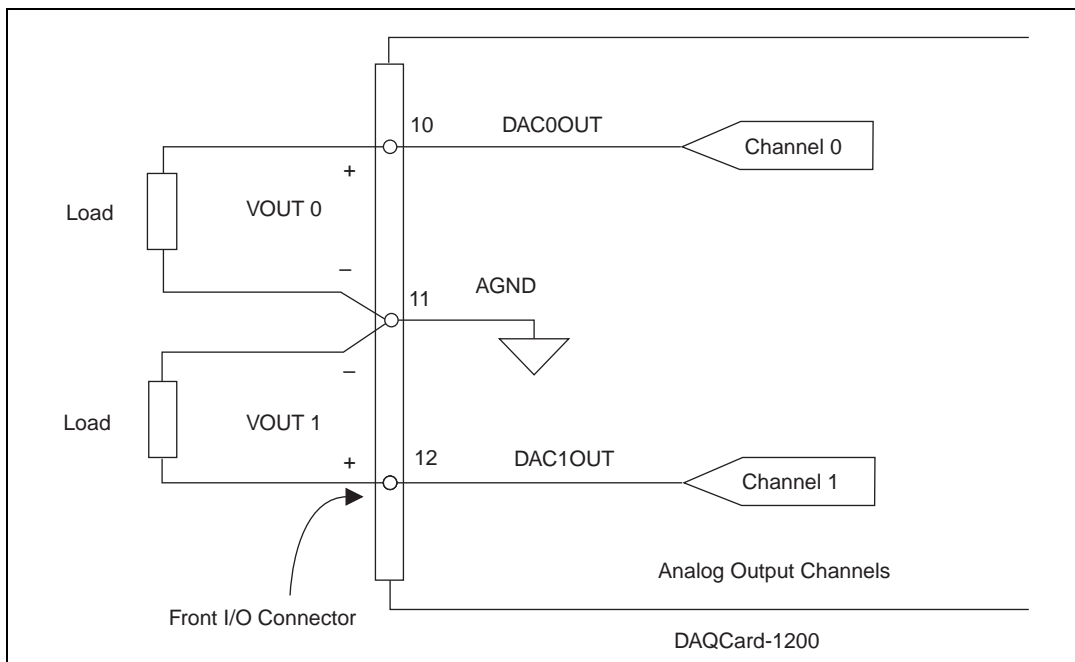 10 DAC0OUT
Channel 0
+
Load VOUT 0
–
11 AGND
–
Load VOUT 1
+
12 DAC1OUT
Channel 1
Analog Output Channels
Front I/O Connector
DAQCard-1200